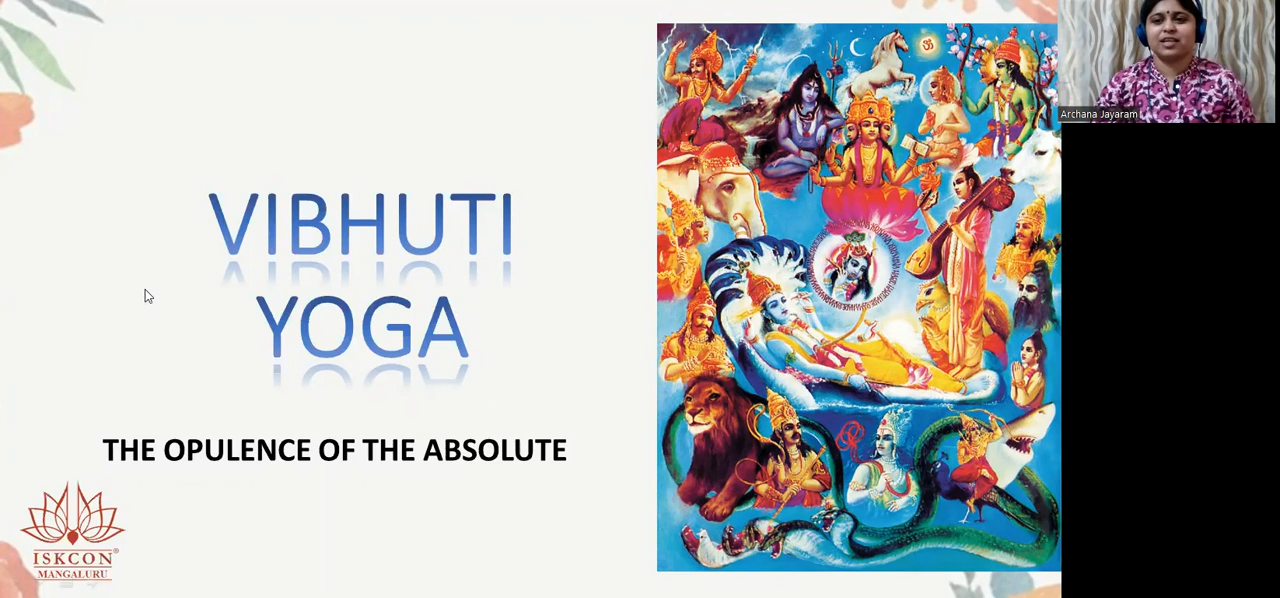 VIBHUTI
YOGA
THE OPULENCE OF THE ABSOLUTE
ISKCON®
MANGALURU
ॐ
Archana Jayaram